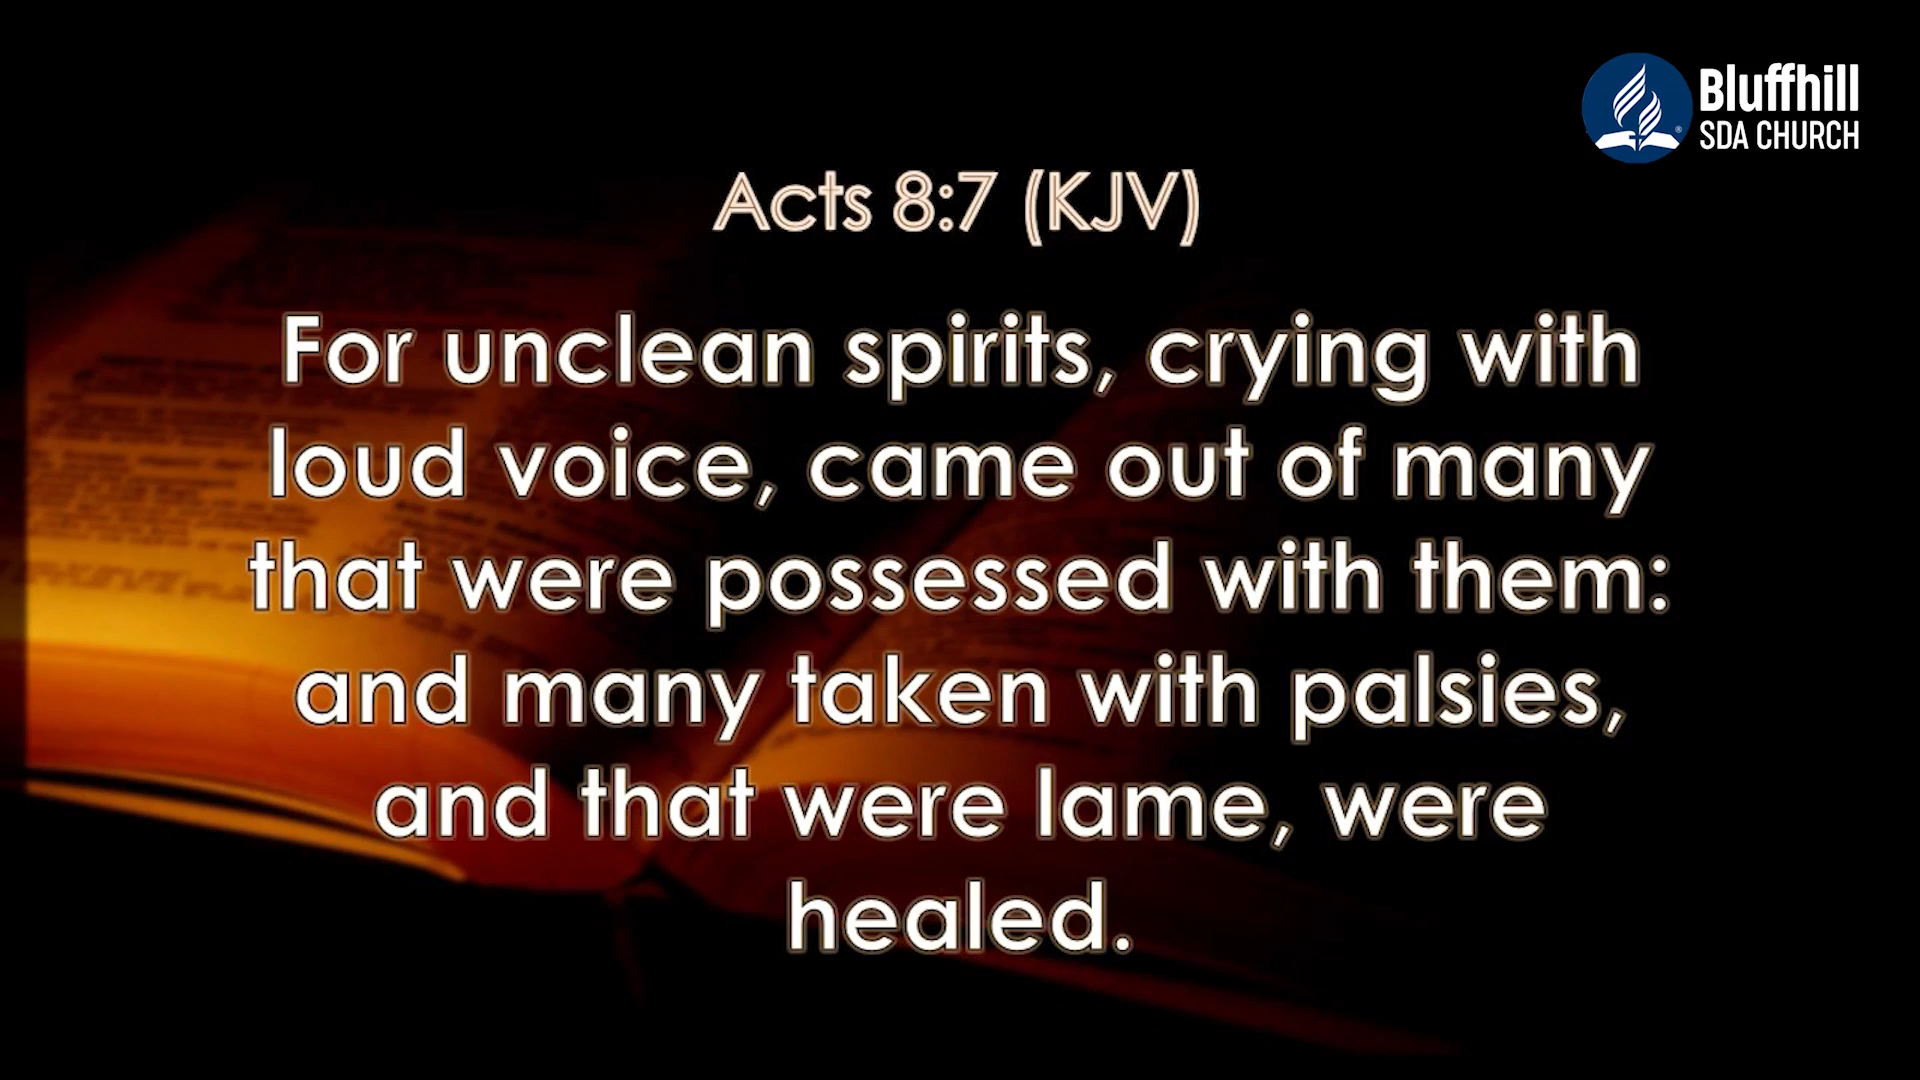 Bluffhill
SDA CHURCH
Acts 8:7 (KJV)
For unclean spirits, crying with
loud voice, came out of many
that were possessed with them:
and many taken with palsies,
and that were lame, were
healed.